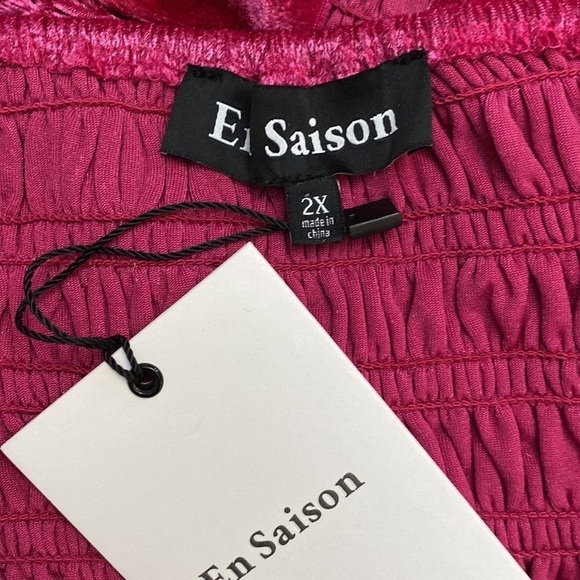 En Saison
2X
made in
china
En Saison